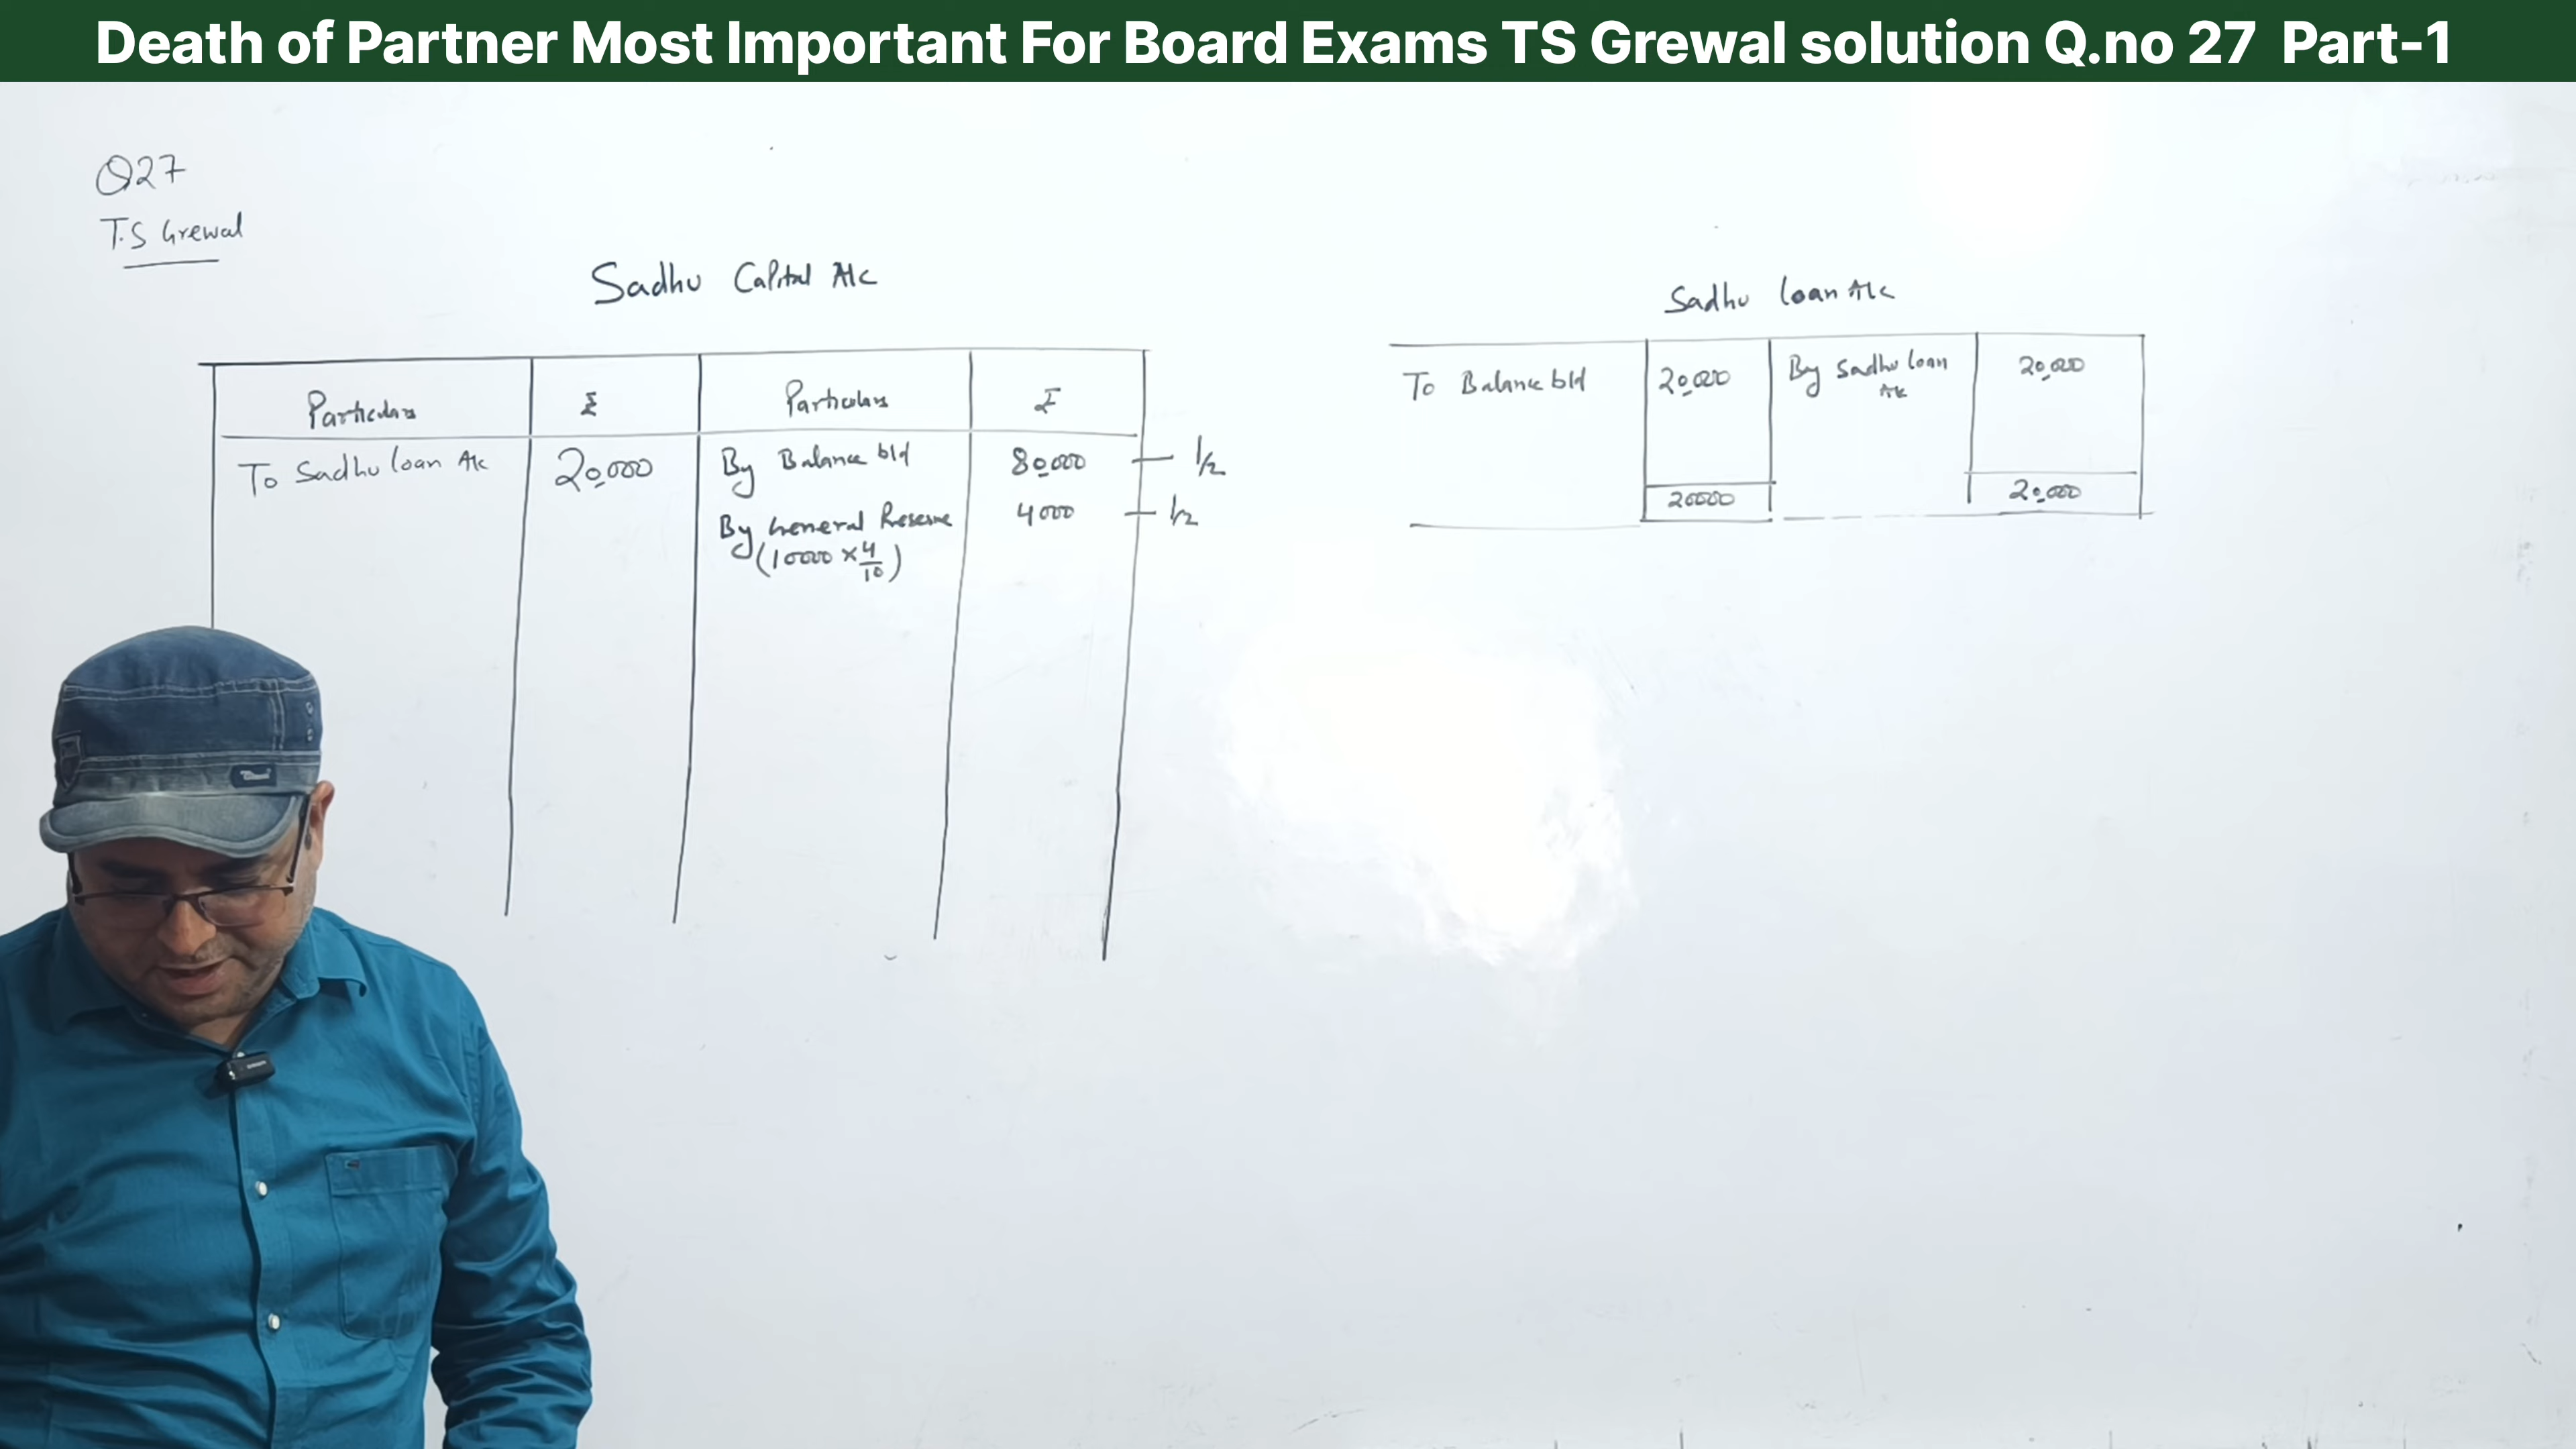 Death of Partner Most Important For Board Exams TS Grewal solution Q.no 27 Part-1
Q27
T.S Grewal
Sadhu Capital A/c
Particulars ₹ Particulars ₹
To Sadhu loan A/c 20,000 By Balance b/d 80,000 1/2
By General Reserve 4000 1/2
(10000 × 4/10)
Sadhu loan A/c
To Balance b/d 20,000 By Sadhu loan A/c 20,000
20000 20,000